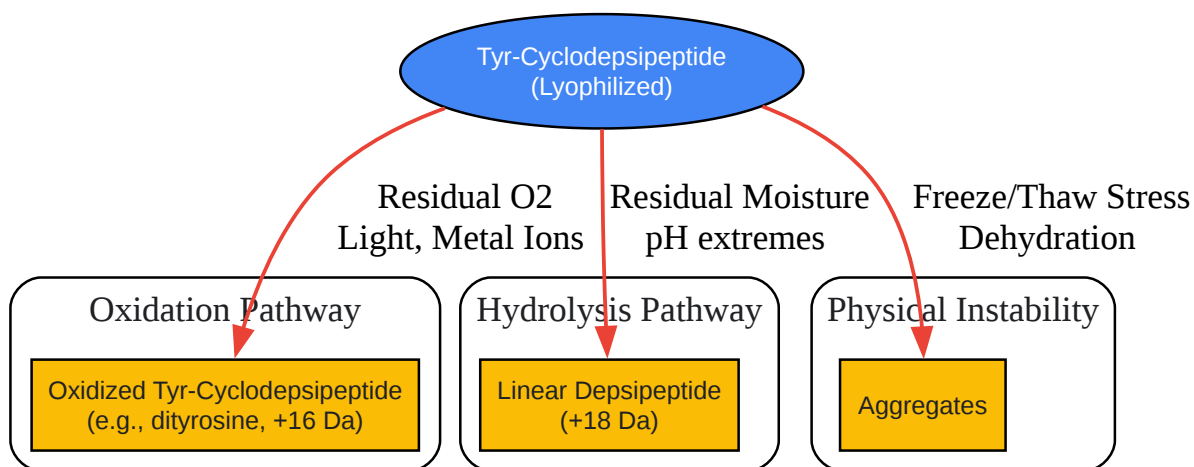 Tyr-Cyclodepsipeptide
(Lyophilized)
Residual O2
Light, Metal Ions
Residual Moisture
pH extremes
Freeze/Thaw Stress
Dehydration
Oxidation Pathway
Oxidized Tyr-Cyclodepsipeptide
(e.g., dityrosine, +16 Da)
Hydrolysis Pathway
Linear Depsipeptide
(+18 Da)
Physical Instability
Aggregates